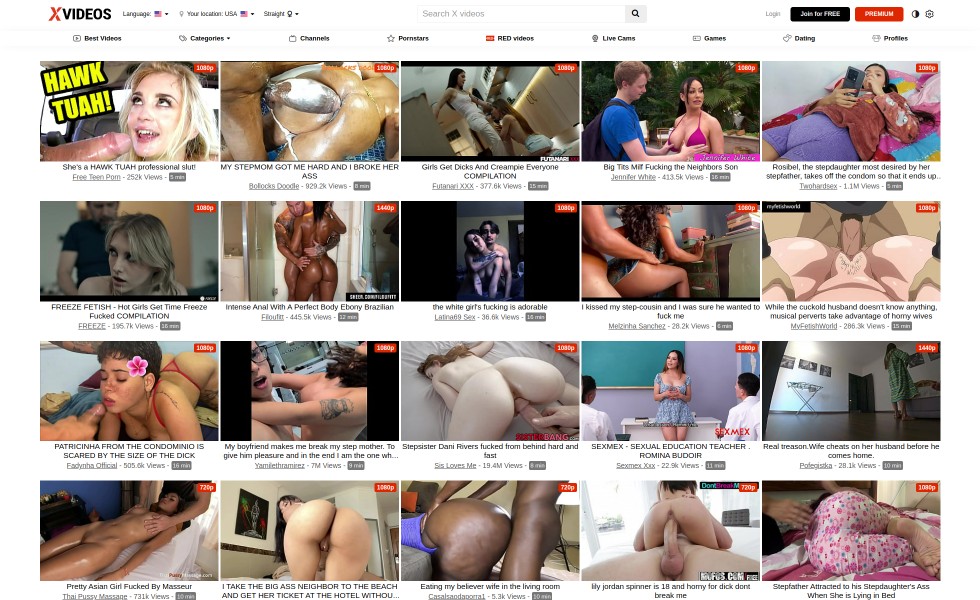 XVIDEOS
Language:
Your location: USA
Straight
Search X videos
Login
Join for FREE
PREMIUM
Best Videos
Categories
Channels
Pornstars
RED videos
Live Cams
Games
Dating
Profiles
HAWK TUAH!
1080p
1080p
1080p
FUTANARI
1080p
Jennifer White
1080p
She's a HAWK TUAH professional slut!
Free Teen Porn - 252k Views - 5 min
MY STEPMOM GOT ME HARD AND I BROKE HER
ASS
Bollocks Doodle - 929.2k Views - 8 min
Girls Get Dicks And Creampie Everyone
COMPILATION
Futanari XXX - 377.6k Views - 15 min
Big Tits Milf Fucking the Neighbors Son
Jennifer White - 413.5k Views - 16 min
Rosibel, the stepdaughter most desired by her
stepfather, takes off the condom so that it ends up..
Twohardsex - 1.1M Views - 5 min
1080p
1440p
1080p
1080p
myfetishworld
1080p
FREEZE FETISH - Hot Girls Get Time Freeze
Fucked COMPILATION
FREEZE - 195.7k Views - 16 min
Intense Anal With A Perfect Body Ebony Brazilian
Filoufitt - 445.5k Views - 12 min
the white girl's fucking is adorable
Latina69 Sex - 36.6k Views - 16 min
I kissed my step-cousin and I was sure he wanted to
fuck me
Melzinha Sanchez - 28.2k Views - 6 min
While the cuckold husband doesn't know anything,
musical perverts take advantage of horny wives
MyFetishWorld - 286.3k Views - 15 min
1080p
1080p
1080p
1080p
SEXMEX
1440p
PATRICINHA FROM THE CONDOMINIO IS
SCARED BY THE SIZE OF THE DICK
Fadynha Official - 505.6k Views - 16 min
My boyfriend makes me break my step mother. To
give him pleasure and in the end I am the one wh...
Yamilethramirez - 7M Views - 9 min
Stepsister Dani Rivers fucked from behind hard and
fast
Sis Loves Me - 19.4M Views - 8 min
SEXMEX - SEXUAL EDUCATION TEACHER .
ROMINA BUDOIR
Sexmex Xxx - 22.9k Views - 11 min
Real treason.Wife cheats on her husband before he
comes home.
Pofegistka - 28.1k Views - 10 min
720p
1080p
720p
720p
1080p
Pretty Asian Girl Fucked By Masseur
Thai Pussy Massage - 731k Views - 10 min
I TAKE THE BIG ASS NEIGHBOR TO THE BEACH
AND GET HER TICKET AT THE HOTEL WITHOU...
Eating my believer wife in the living room
Casalsaodaporra1 - 5.3k Views - 10 min
lily jordan spinner is 18 and horny for dick dont
break me
Stepfather Attracted to his Stepdaughter's Ass
When She is Lying in Bed